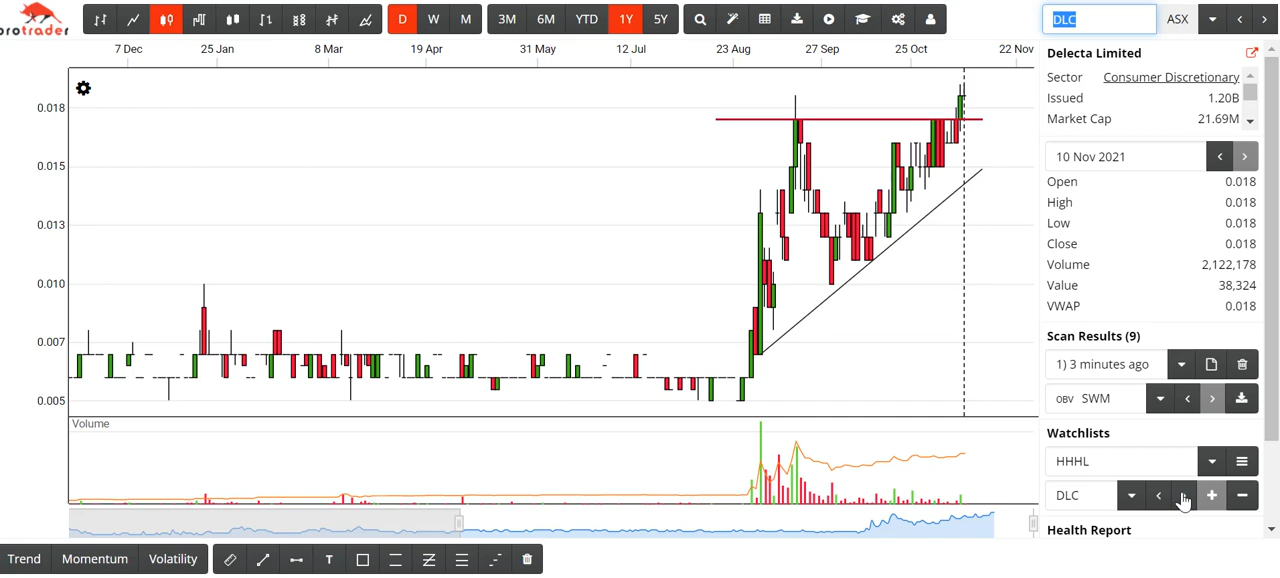 protrader
D W M
3M 6M YTD 1Y 5Y
DLC
ASX
7 Dec 25 Jan 8 Mar 19 Apr 31 May 12 Jul 23 Aug 27 Sep 25 Oct 22 Nov
0.018
0.015
0.013
0.010
0.007
0.005
Volume
Trend Momentum Volatility
T
Delecta Limited
Sector Consumer Discretionary
Issued 1.20B
Market Cap 21.69M
10 Nov 2021
Open 0.018
High 0.018
Low 0.018
Close 0.018
Volume 2,122,178
Value 38,324
VWAP 0.018
Scan Results (9)
1) 3 minutes ago
OBV SWM
Watchlists
HHHL
DLC
Health Report